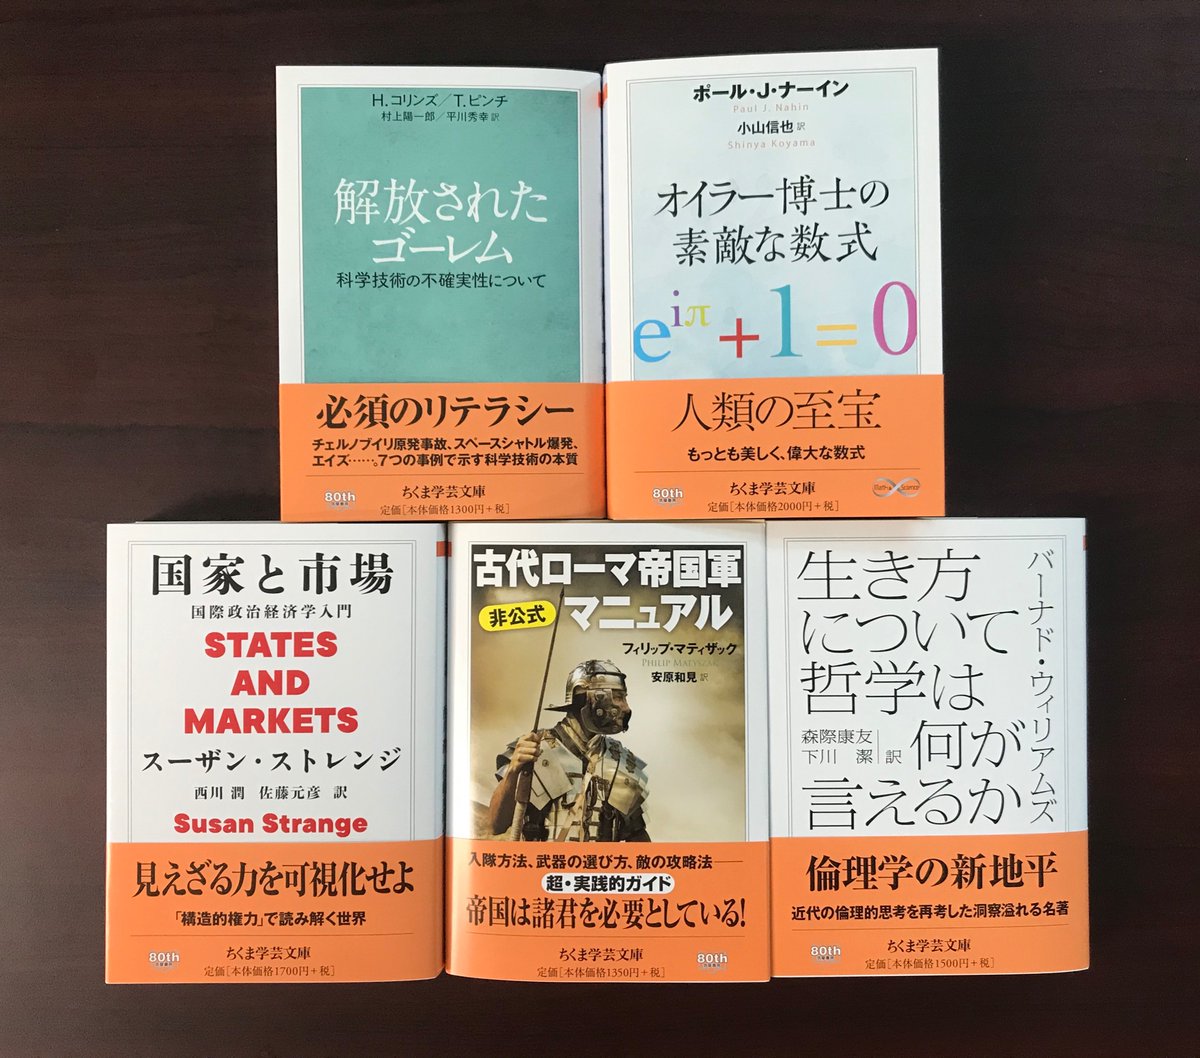 H.コリンズ／T.ピンチ
村上陽一郎／平川秀幸 訳
解放された
ゴーレム
科学技術の不確実性について
必須のリテラシー
チェルノブイリ原発事故、スペースシャトル爆発、
エイズ……。7つの事例で示す科学技術の本質
80th
ちくま学芸文庫
定価[本体価格1300円+税]
ポール・J・ナーイン
Paul J. Nahin
小山信也 訳
Shinya Koyama
オイラー博士の
素敵な数式
e^iπ+1=0
人類の至宝
もっとも美しく、偉大な数式
80th
ちくま学芸文庫
定価[本体価格2000円+税]
Math & Science
国家と市場
国際政治経済学入門
STATES
AND
MARKETS
スーザン・ストレンジ
西川 潤 佐藤元彦 訳
Susan Strange
見えざる力を可視化せよ
「構造的権力」で読み解く世界
80th
ちくま学芸文庫
定価[本体価格1700円+税]
古代ローマ帝国軍
非公式
マニュアル
フィリップ・マティザック
Philip Matyszak
安原和見 訳
入隊方法、武器の選び方、敵の攻略法――
超・実践的ガイド
帝国は諸君を必要としている!
ちくま学芸文庫
定価[本体価格1350円+税]
80th
バーナド・ウィリアムズ
生き方
について
哲学は
何が
言えるか
森際康友
下川 潔
訳
倫理学の新地平
近代の倫理的思考を再考した洞察溢れる名著
80th
ちくま学芸文庫
定価[本体価格1500円+税]